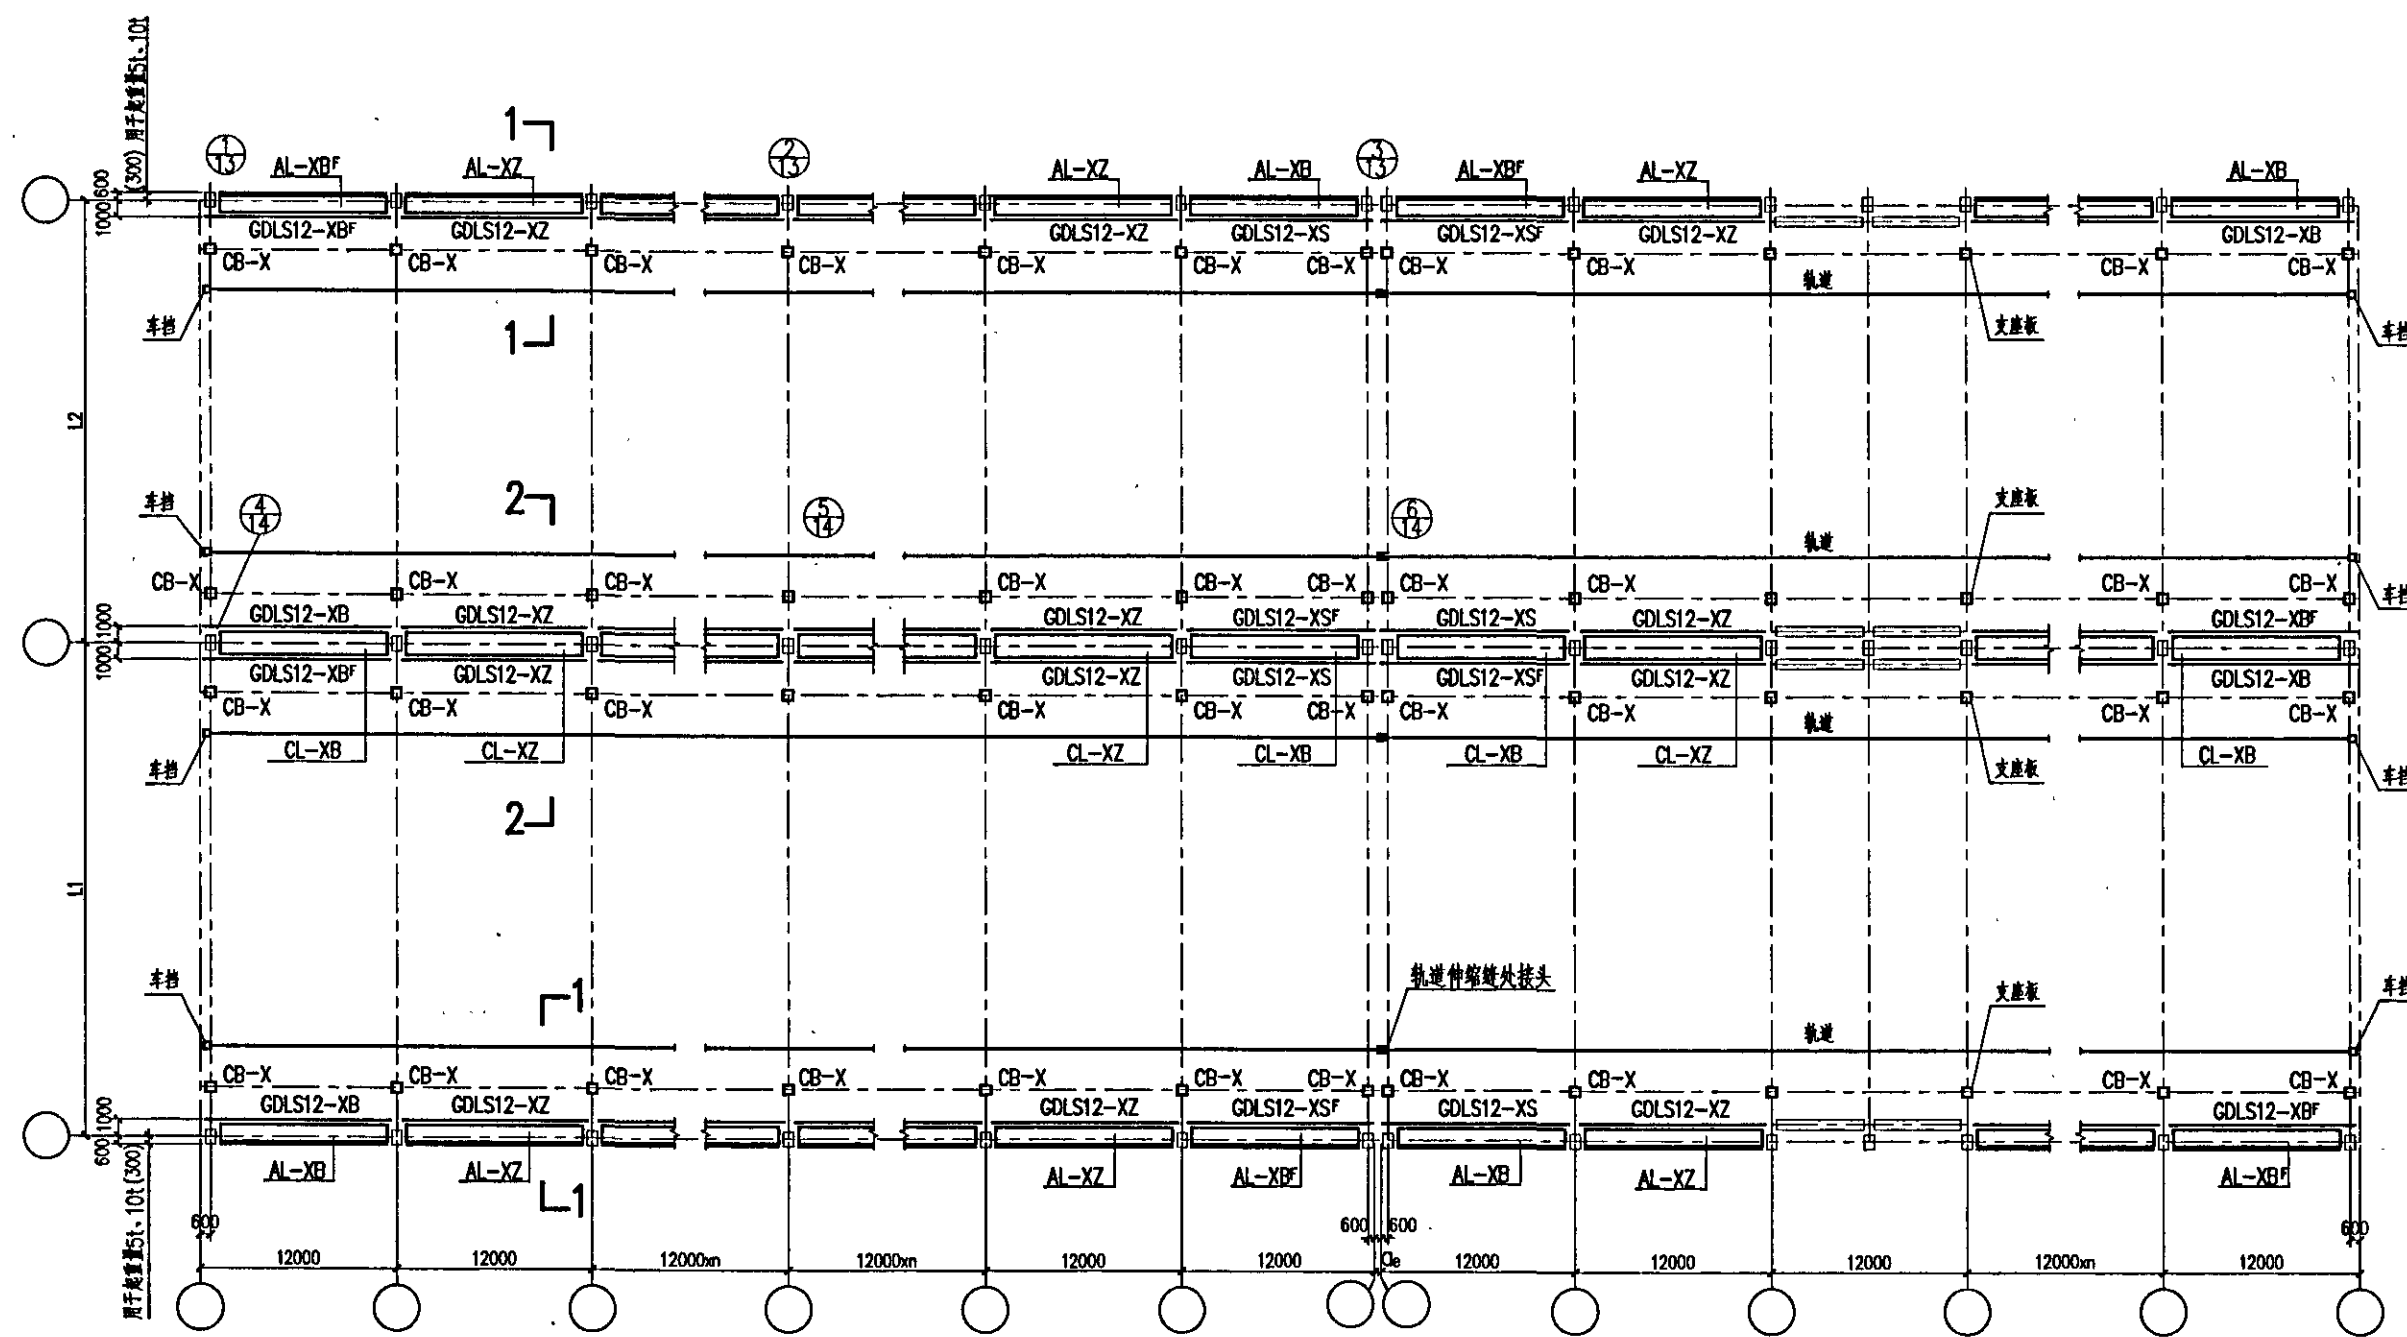 (300) 用于起重量5t、10t
1
1
13
2
13
3
13
AL-XBF
AL-XZ
AL-XZ
AL-XB
AL-XBF
AL-XZ
AL-XB
600
1000
GDLS12-XBF
GDLS12-XZ
GDLS12-XZ
GDLS12-XS
GDLS12-XSF
GDLS12-XZ
GDLS12-XB
CB-X
CB-X
CB-X
CB-X
CB-X
CB-X
CB-X
CB-X
CB-X
CB-X
CB-X
轨道
车挡
1
支座板
车挡
L2
车挡
4
14
2
5
14
6
14
支座板
轨道
CB-X
CB-X
CB-X
CB-X
CB-X
CB-X
CB-X
CB-X
CB-X
CB-X
车挡
1000
1000
GDLS12-XB
GDLS12-XZ
GDLS12-XZ
GDLS12-XSF
GDLS12-XS
GDLS12-XZ
GDLS12-XBF
GDLS12-XBF
GDLS12-XZ
GDLS12-XZ
GDLS12-XS
GDLS12-XSF
GDLS12-XZ
GDLS12-XB
CB-X
CB-X
CB-X
CB-X
CB-X
CB-X
CB-X
CB-X
CB-X
CB-X
轨道
车挡
CL-XB
CL-XZ
CL-XZ
CL-XB
CL-XB
CL-XZ
支座板
CL-XB
车挡
2
L1
车挡
1
轨道伸缩缝处接头
支座板
车挡
轨道
CB-X
CB-X
CB-X
CB-X
CB-X
CB-X
CB-X
CB-X
CB-X
CB-X
CB-X
1000
600
GDLS12-XB
GDLS12-XZ
GDLS12-XZ
GDLS12-XSF
GDLS12-XS
GDLS12-XZ
GDLS12-XBF
AL-XB
AL-XZ
AL-XZ
AL-XBF
AL-XB
AL-XZ
AL-XBF
1
用于起重量5t、10t(300)
600
600
600
600
12000
12000
12000xn
12000xn
12000
12000
12000
12000
12000
12000xn
12000